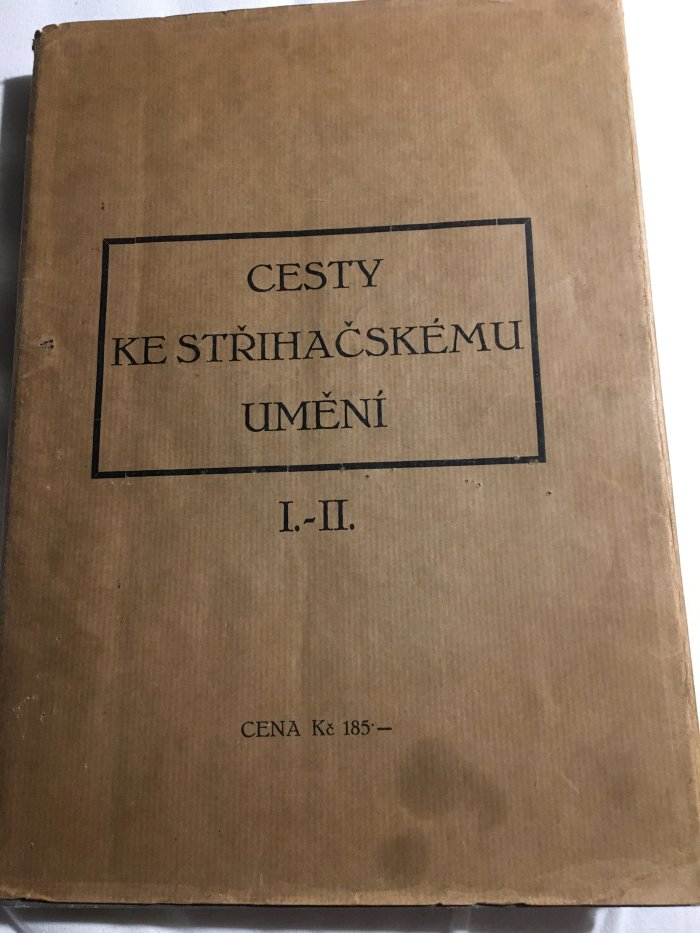 CESTY
KE STŘIHAČSKÉMU
UMĚNÍ
I.-II.
CENA Kč 185·—